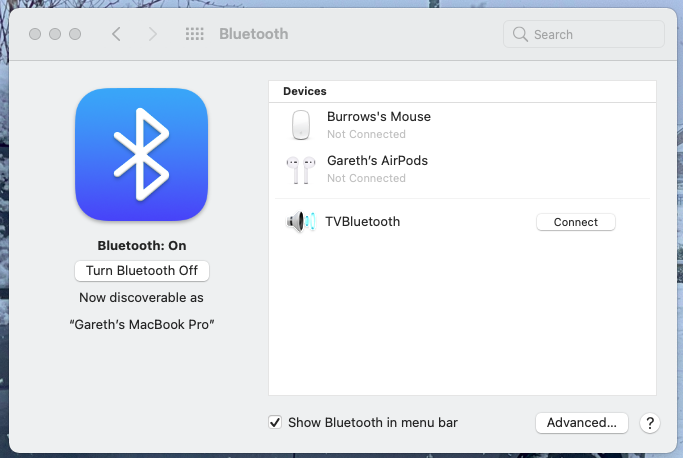 Bluetooth
Search
Bluetooth: On
Turn Bluetooth Off
Now discoverable as
“Gareth’s MacBook Pro”
Devices
Burrows's Mouse
Not Connected
Gareth’s AirPods
Not Connected
TVBluetooth
Connect
Show Bluetooth in menu bar
Advanced...
?